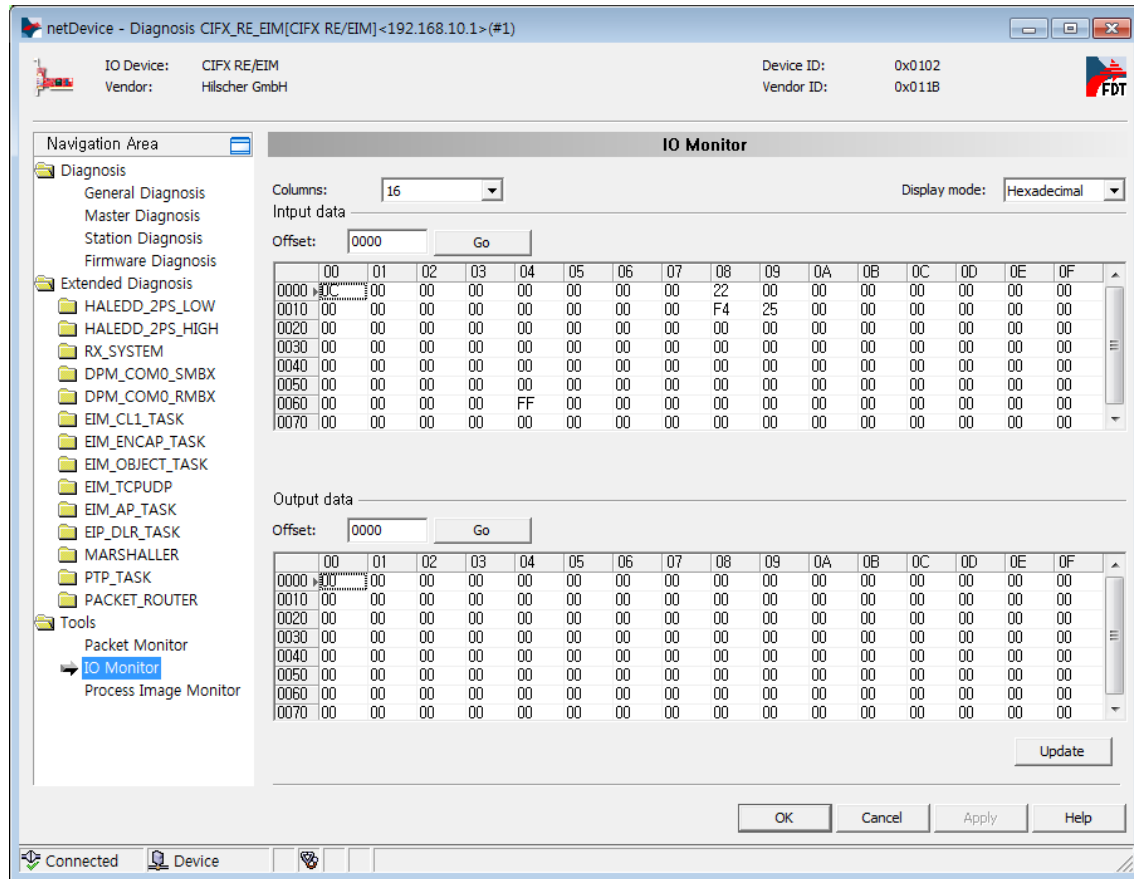 netDevice - Diagnosis CIFX_RE_EIM[CIFX RE/EIM]<192.168.10.1>(#1)
IO Device: CIFX RE/EIM Device ID: 0x0102
Vendor: Hilscher GmbH Vendor ID: 0x011B
FDT
Navigation Area
Diagnosis
General Diagnosis
Master Diagnosis
Station Diagnosis
Firmware Diagnosis
Extended Diagnosis
HALEDD_2PS_LOW
HALEDD_2PS_HIGH
RX_SYSTEM
DPM_COM0_SMBX
DPM_COM0_RMBX
EIM_CL1_TASK
EIM_ENCAP_TASK
EIM_OBJECT_TASK
EIM_TCPUDP
EIM_AP_TASK
EIP_DLR_TASK
MARSHALLER
PTP_TASK
PACKET_ROUTER
Tools
Packet Monitor
IO Monitor
Process Image Monitor
IO Monitor
Columns: 16 Display mode: Hexadecimal
Intput data
Offset: 0000 Go
00 01 02 03 04 05 06 07 08 09 0A 0B 0C 0D 0E 0F
0000 0C 00 00 00 00 00 00 00 22 00 00 00 00 00 00 00
0010 00 00 00 00 00 00 00 00 F4 25 00 00 00 00 00 00
0020 00 00 00 00 00 00 00 00 00 00 00 00 00 00 00 00
0030 00 00 00 00 00 00 00 00 00 00 00 00 00 00 00 00
0040 00 00 00 00 00 00 00 00 00 00 00 00 00 00 00 00
0050 00 00 00 00 00 00 00 00 00 00 00 00 00 00 00 00
0060 00 00 00 00 FF 00 00 00 00 00 00 00 00 00 00 00
0070 00 00 00 00 00 00 00 00 00 00 00 00 00 00 00 00
Output data
Offset: 0000 Go
00 01 02 03 04 05 06 07 08 09 0A 0B 0C 0D 0E 0F
0000 00 00 00 00 00 00 00 00 00 00 00 00 00 00 00 00
0010 00 00 00 00 00 00 00 00 00 00 00 00 00 00 00 00
0020 00 00 00 00 00 00 00 00 00 00 00 00 00 00 00 00
0030 00 00 00 00 00 00 00 00 00 00 00 00 00 00 00 00
0040 00 00 00 00 00 00 00 00 00 00 00 00 00 00 00 00
0050 00 00 00 00 00 00 00 00 00 00 00 00 00 00 00 00
0060 00 00 00 00 00 00 00 00 00 00 00 00 00 00 00 00
0070 00 00 00 00 00 00 00 00 00 00 00 00 00 00 00 00
Update
OK Cancel Apply Help
Connected Device